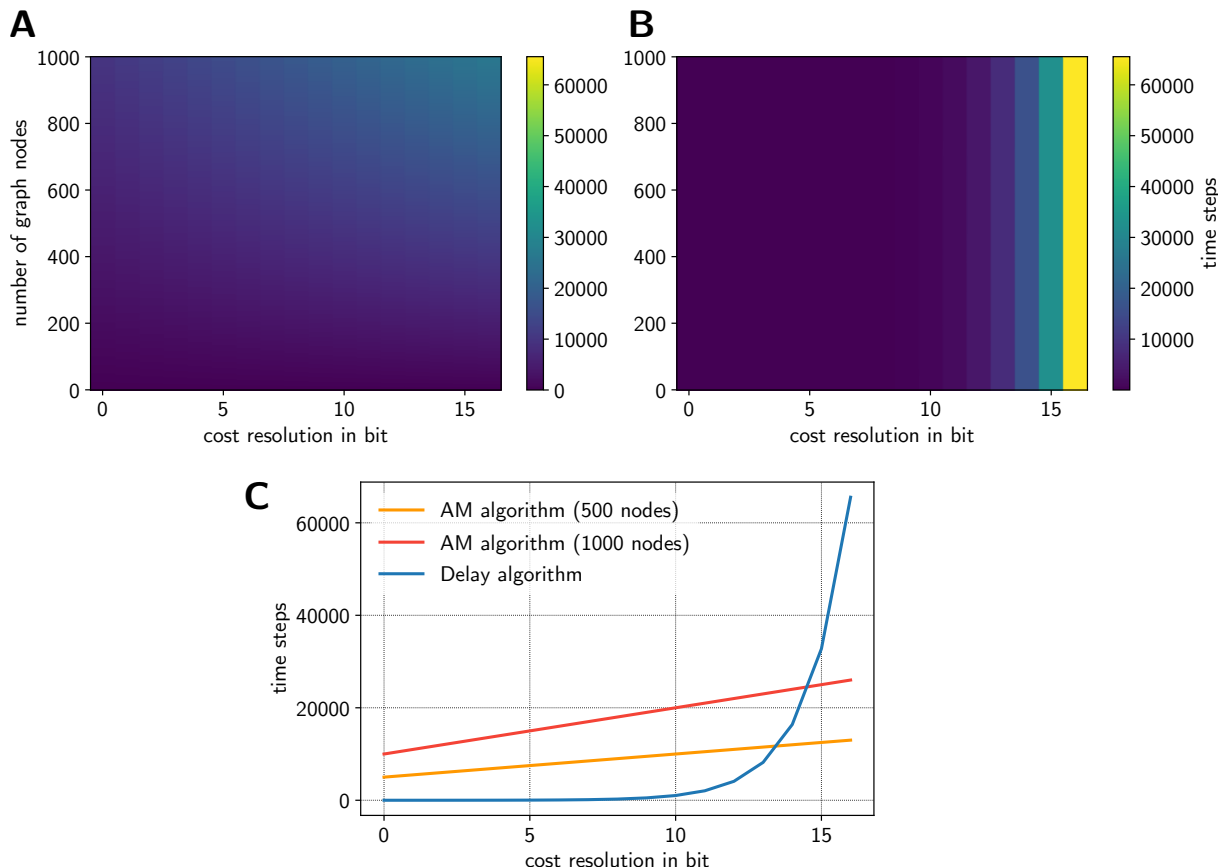 A
1000
800
600
400
200
0
number of graph nodes
0 5 10 15
cost resolution in bit
60000
50000
40000
30000
20000
10000
0
B
1000
800
600
400
200
0
0 5 10 15
cost resolution in bit
60000
50000
40000
30000
20000
10000
time steps
C
AM algorithm (500 nodes)
AM algorithm (1000 nodes)
Delay algorithm
60000
40000
20000
0
time steps
0 5 10 15
cost resolution in bit